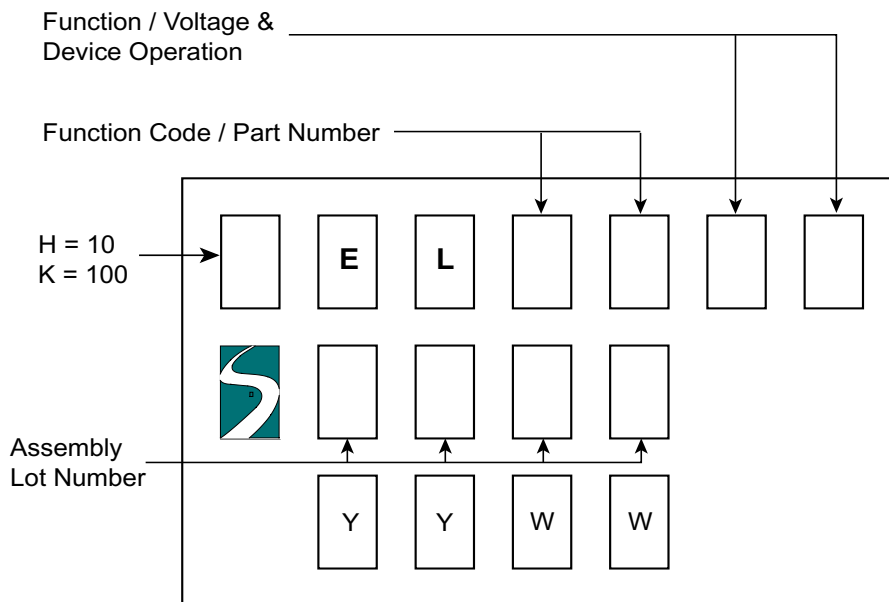 Function / Voltage &
Device Operation
Function Code / Part Number
H = 10
K = 100
E L
Assembly
Lot Number
Y Y W W